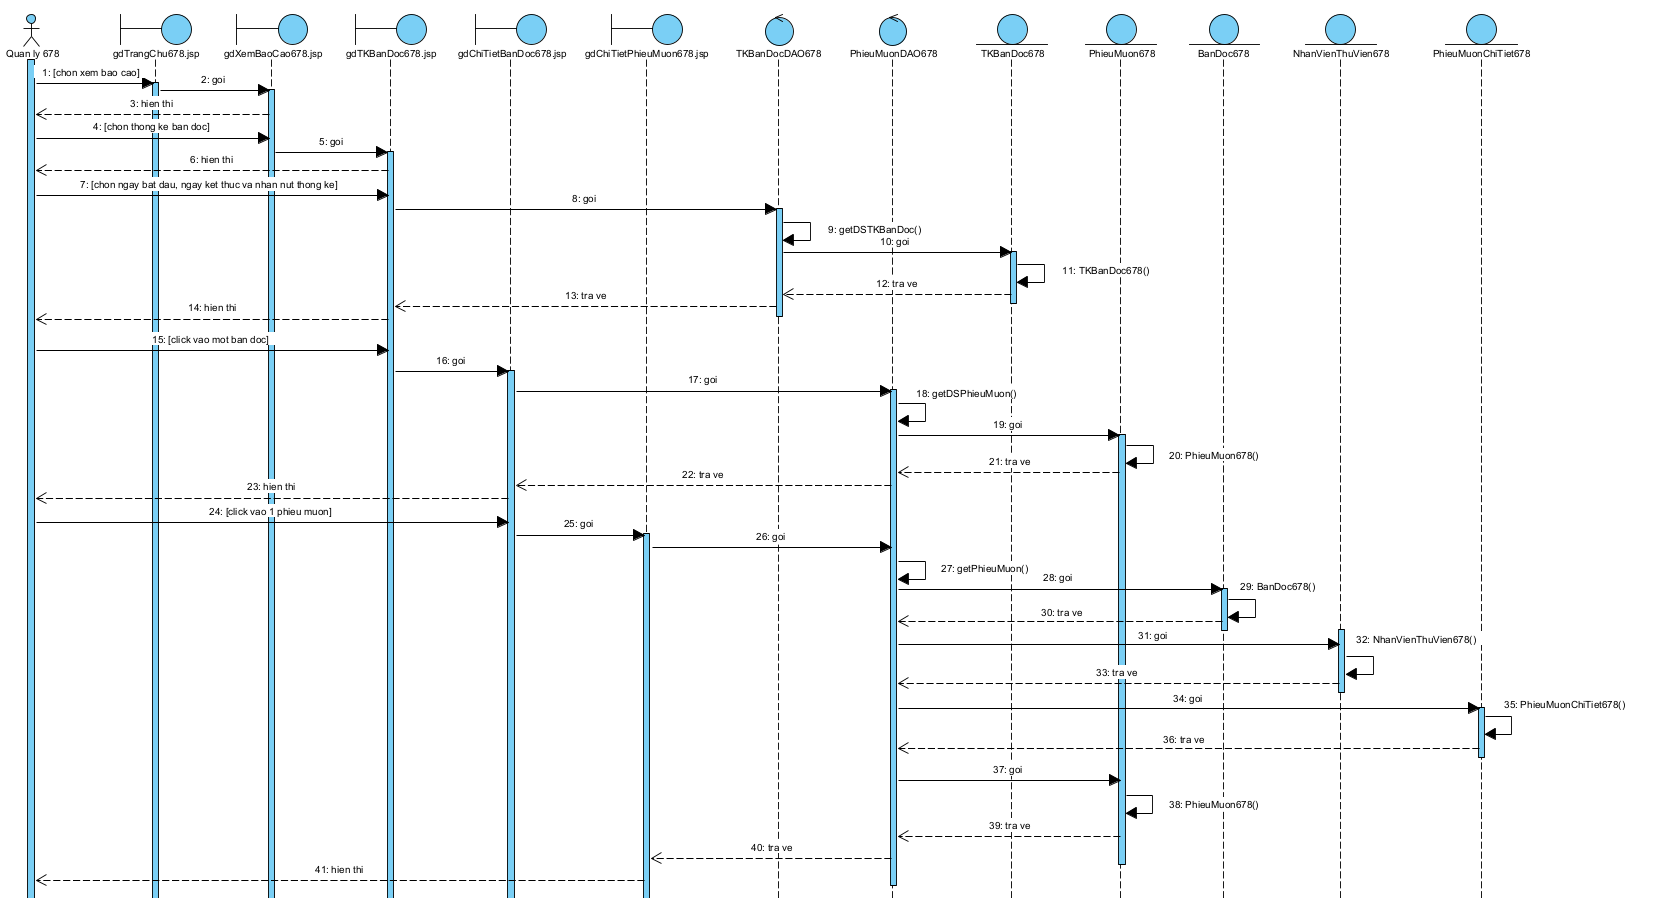 Quan ly 678
gdTrangChu678.jsp
gdXemBaoCao678.jsp
gdTKBanDoc678.jsp
gdChiTietBanDoc678.jsp
gdChiTietPhieuMuon678.jsp
TKBanDocDAO678
PhieuMuonDAO678
TKBanDoc678
PhieuMuon678
BanDoc678
NhanVienThuVien678
PhieuMuonChiTiet678
1: [chon xem bao cao]
2: goi
3: hien thi
4: [chon thong ke ban doc]
5: goi
6: hien thi
7: [chon ngay bat dau, ngay ket thuc va nhan nut thong ke]
8: goi
9: getDSTKBanDoc()
10: goi
11: TKBanDoc678()
12: tra ve
13: tra ve
14: hien thi
15: [click vao mot ban doc]
16: goi
17: goi
18: getDSPhieuMuon()
19: goi
20: PhieuMuon678()
21: tra ve
22: tra ve
23: hien thi
24: [click vao 1 phieu muon]
25: goi
26: goi
27: getPhieuMuon()
28: goi
29: BanDoc678()
30: tra ve
31: goi
32: NhanVienThuVien678()
33: tra ve
34: goi
35: PhieuMuonChiTiet678()
36: tra ve
37: goi
38: PhieuMuon678()
39: tra ve
40: tra ve
41: hien thi